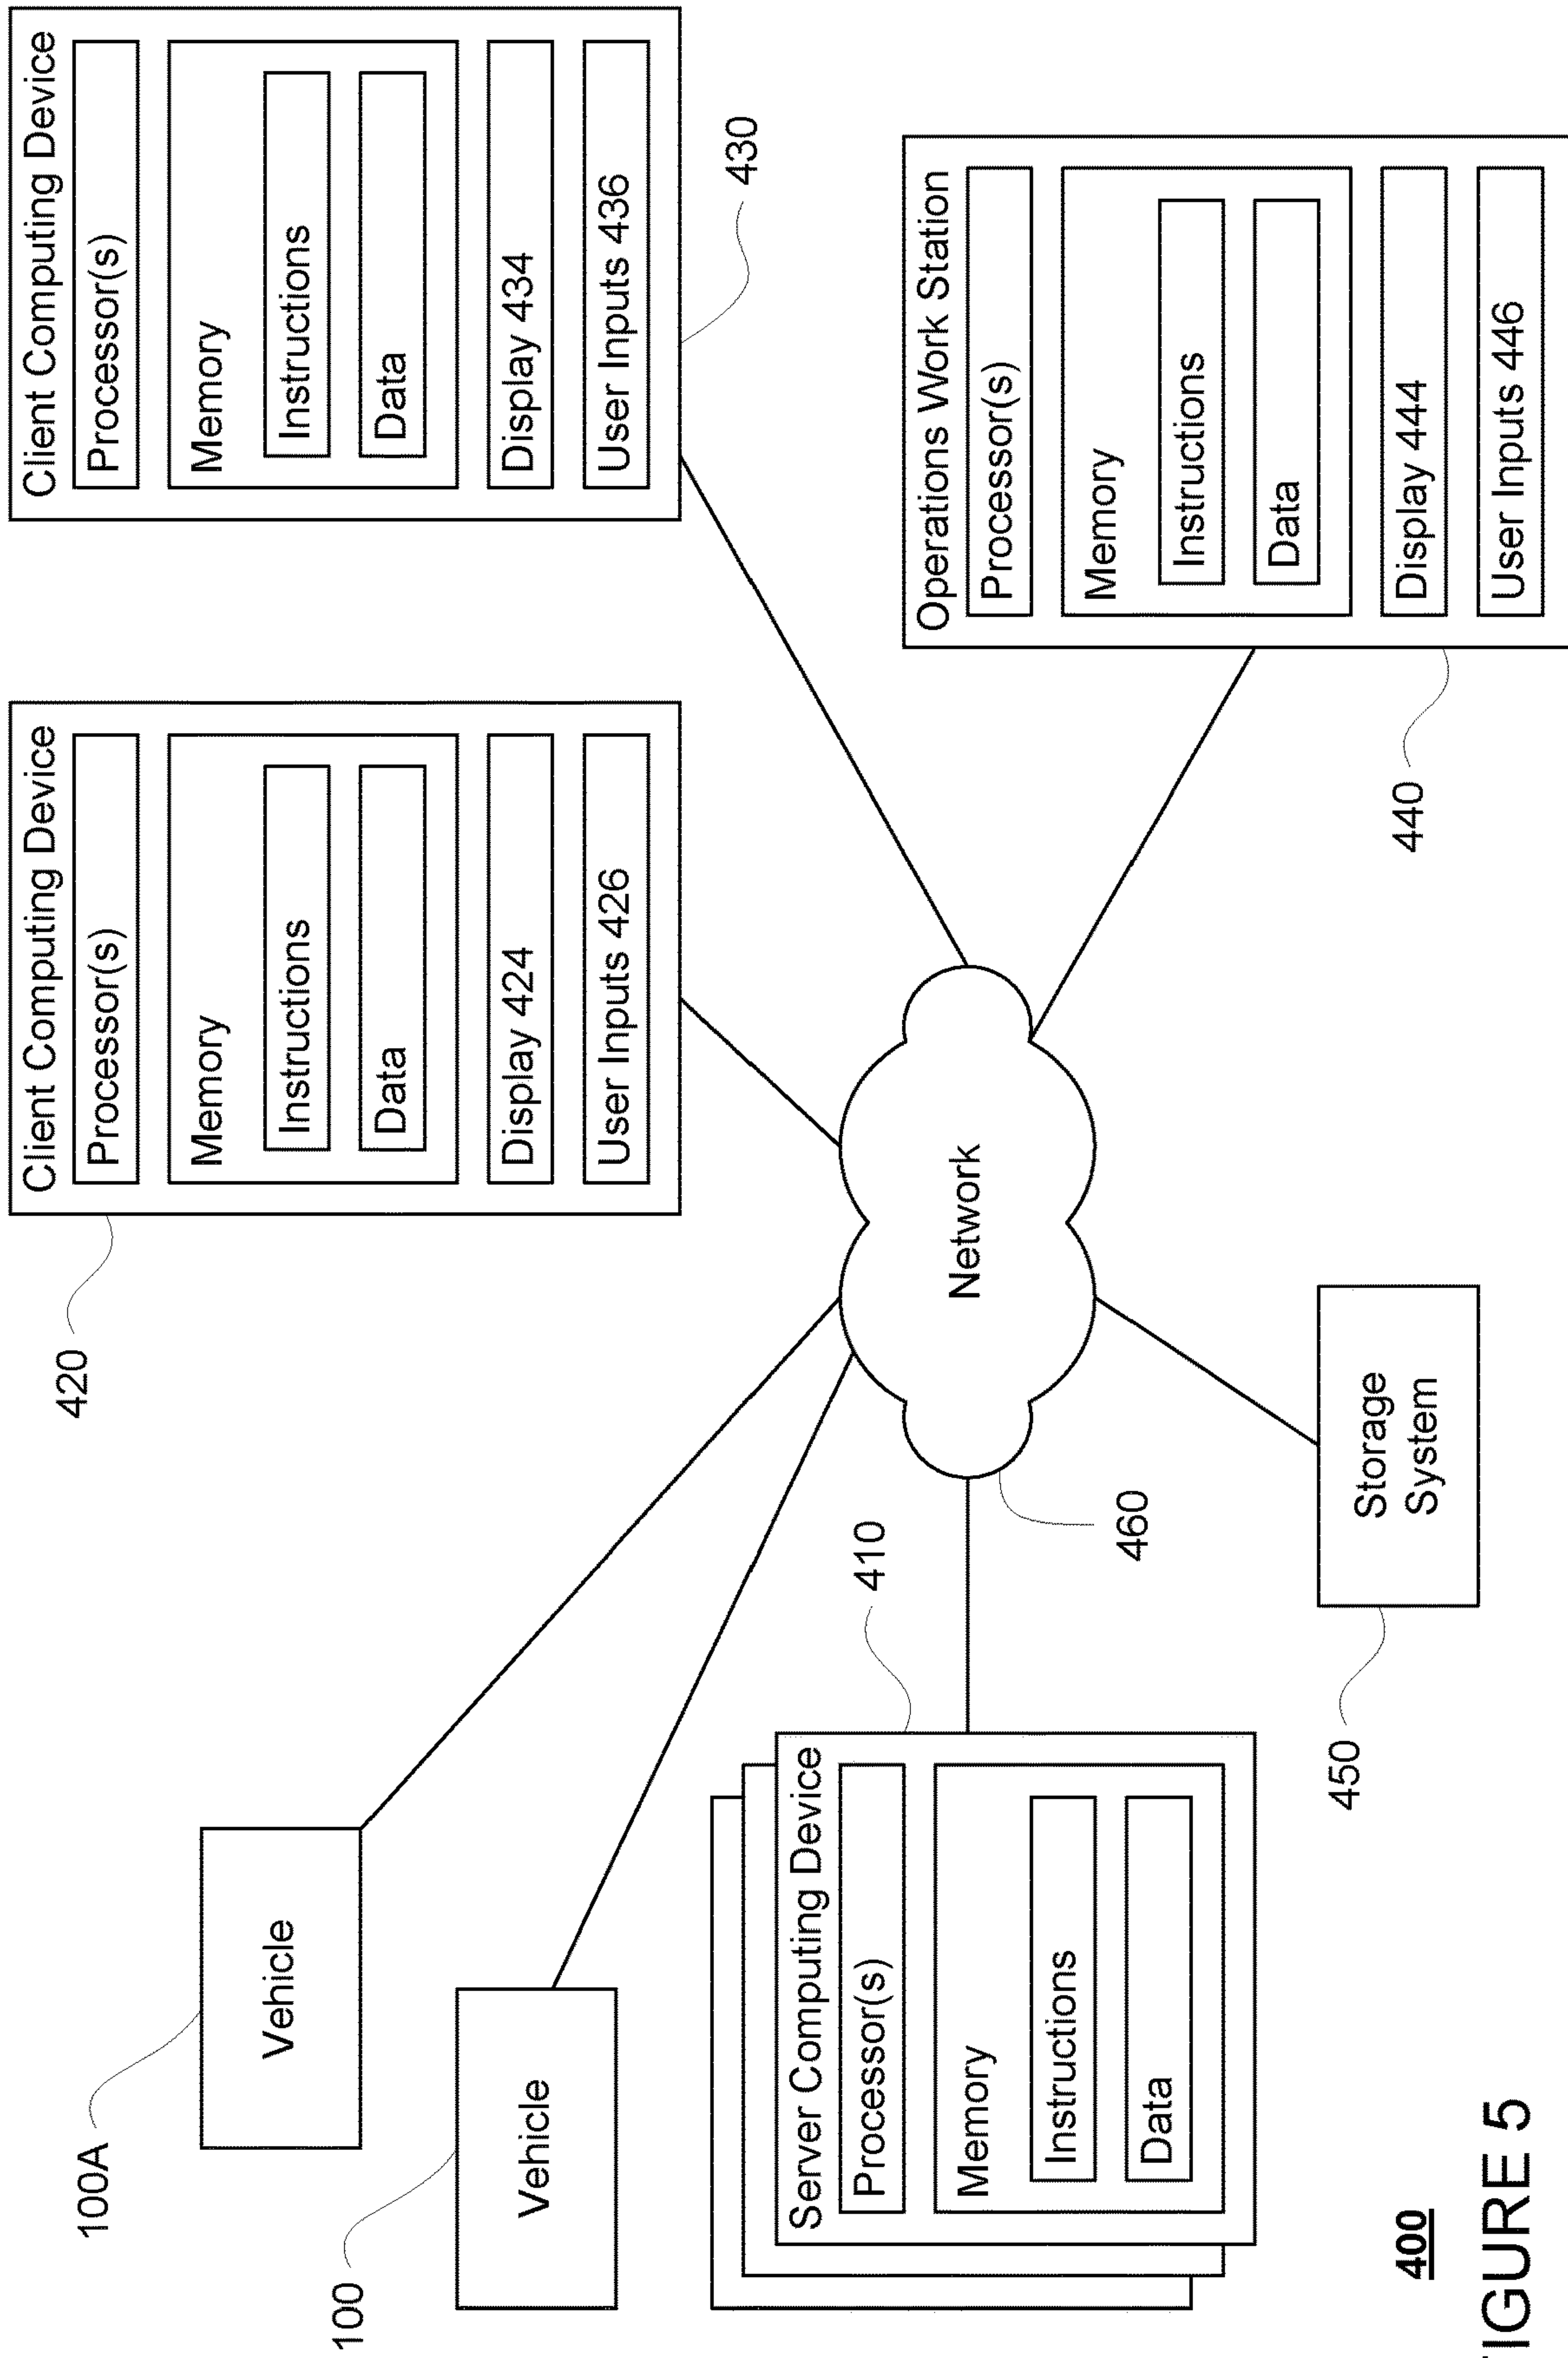 100A
Vehicle
100
Vehicle
420
Client Computing Device
Processor(s)
Memory
Instructions
Data
Display 424
User Inputs 426
Client Computing Device
Processor(s)
Memory
Instructions
Data
Display 434
User Inputs 436
430
Server Computing Device
Processor(s)
Memory
Instructions
Data
410
Network
460
Operations Work Station
Processor(s)
Memory
Instructions
Data
Display 444
User Inputs 446
440
Storage
System
450
400
FIGURE 5